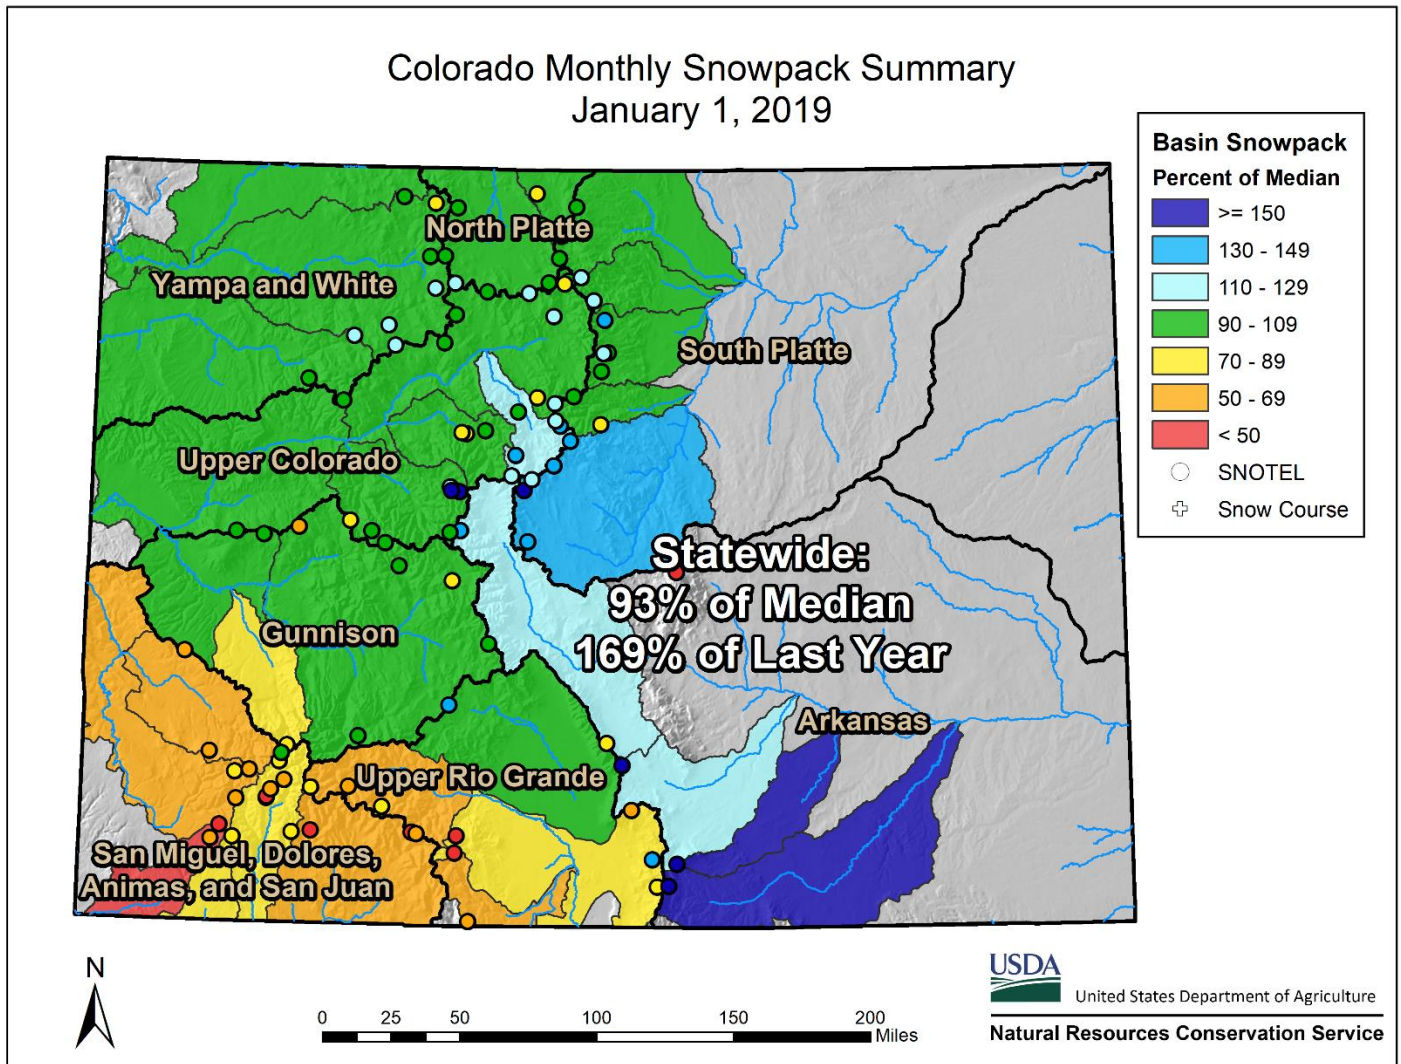 Colorado Monthly Snowpack Summary
January 1, 2019
Basin Snowpack
Percent of Median
>= 150
130 - 149
110 - 129
90 - 109
70 - 89
50 - 69
< 50
SNOTEL
Snow Course
North Platte
Yampa and White
South Platte
Upper Colorado
Statewide:
93% of Median
169% of Last Year
Gunnison
Arkansas
Upper Rio Grande
San Miguel, Dolores,
Animas, and San Juan
N
0 25 50 100 150 200
Miles
USDA
United States Department of Agriculture
Natural Resources Conservation Service